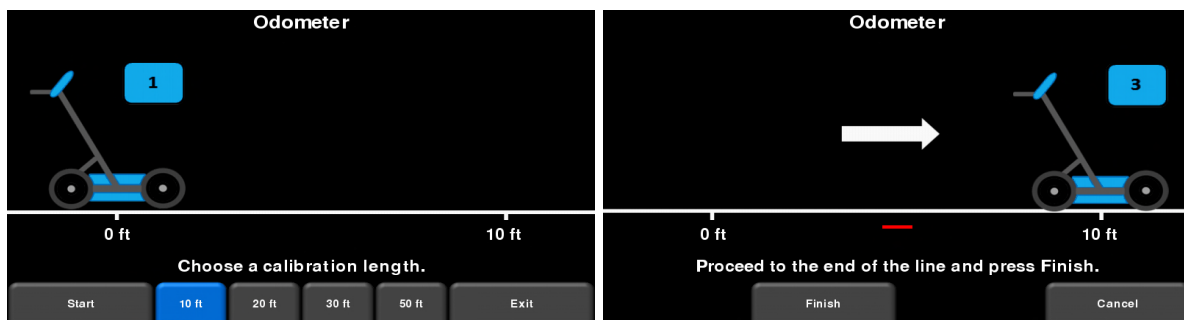 Odometer
1
0 ft 10 ft
Choose a calibration length.
Start 10 ft 20 ft 30 ft 50 ft Exit
Odometer
3
0 ft 10 ft
Proceed to the end of the line and press Finish.
Finish Cancel